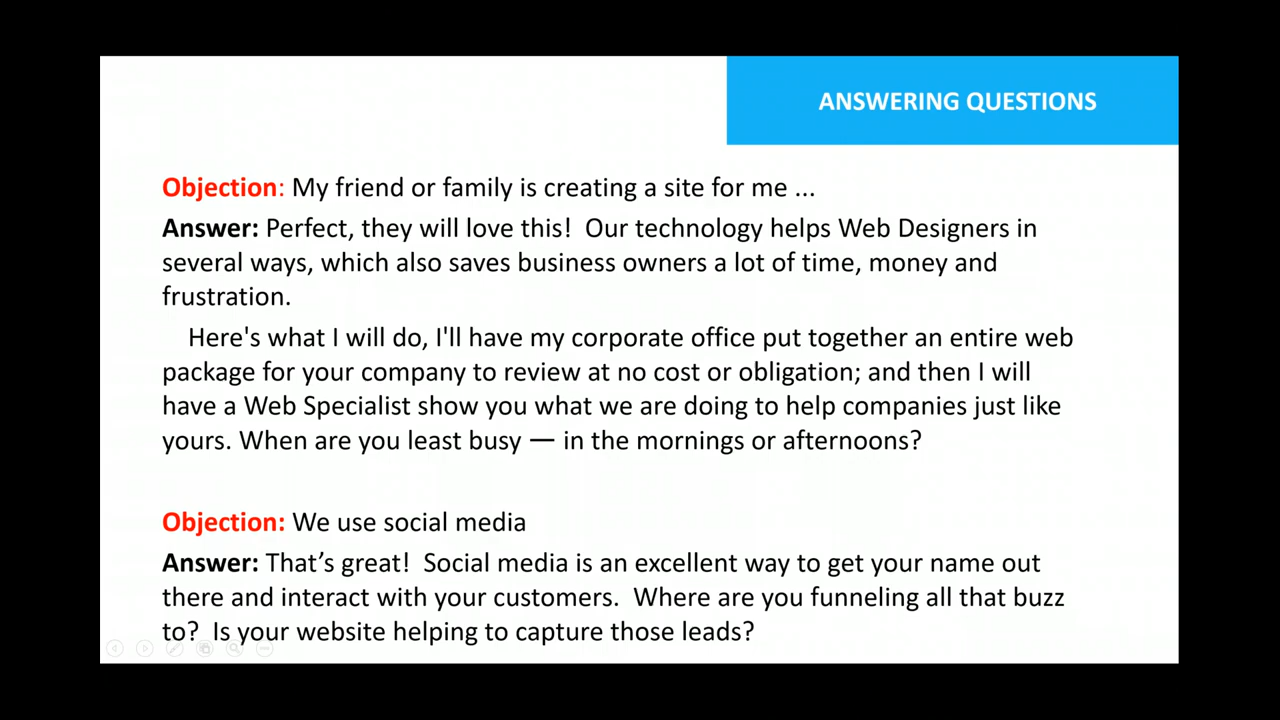 ANSWERING QUESTIONS
Objection: My friend or family is creating a site for me ...
Answer: Perfect, they will love this!  Our technology helps Web Designers in
several ways, which also saves business owners a lot of time, money and
frustration.
Here's what I will do, I'll have my corporate office put together an entire web
package for your company to review at no cost or obligation; and then I will
have a Web Specialist show you what we are doing to help companies just like
yours. When are you least busy — in the mornings or afternoons?
Objection: We use social media
Answer: That’s great!  Social media is an excellent way to get your name out
there and interact with your customers.  Where are you funneling all that buzz
to?  Is your website helping to capture those leads?